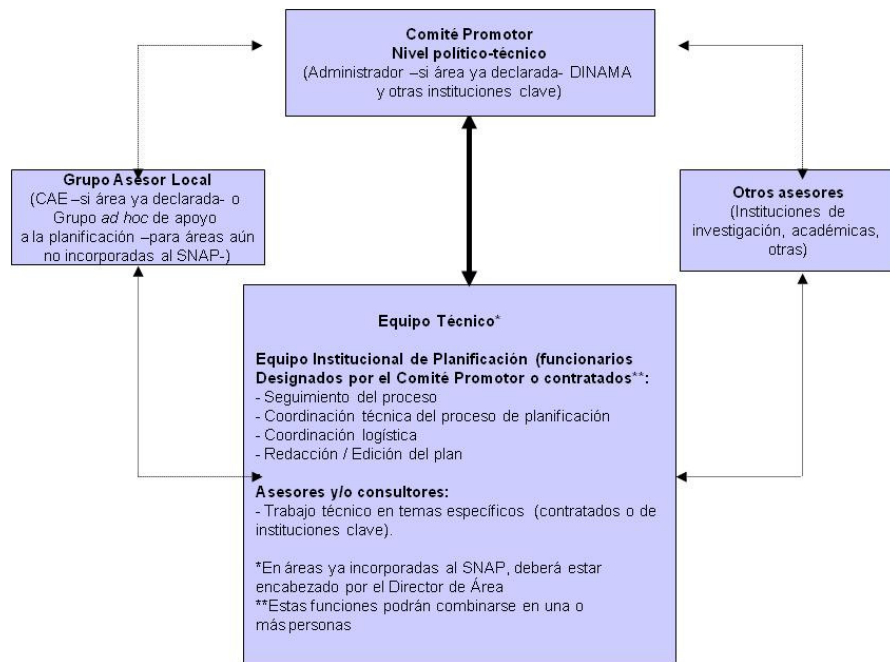 Comité Promotor
Nivel político-técnico
(Administrador –si área ya declarada- DINAMA
y otras instituciones clave)
Grupo Asesor Local
(CAE –si área ya declarada- o
Grupo ad hoc de apoyo
a la planificación –para áreas aún
no incorporadas al SNAP-)
Otros asesores
(Instituciones de
investigación, académicas,
otras)
Equipo Técnico*
Equipo Institucional de Planificación (funcionarios
Designados por el Comité Promotor o contratados**:
- Seguimiento del proceso
- Coordinación técnica del proceso de planificación
- Coordinación logística
- Redacción / Edición del plan
Asesores y/o consultores:
- Trabajo técnico en temas específicos (contratados o de
instituciones clave).
*En áreas ya incorporadas al SNAP, deberá estar
encabezado por el Director de Área
**Estas funciones podrán combinarse en una o
más personas